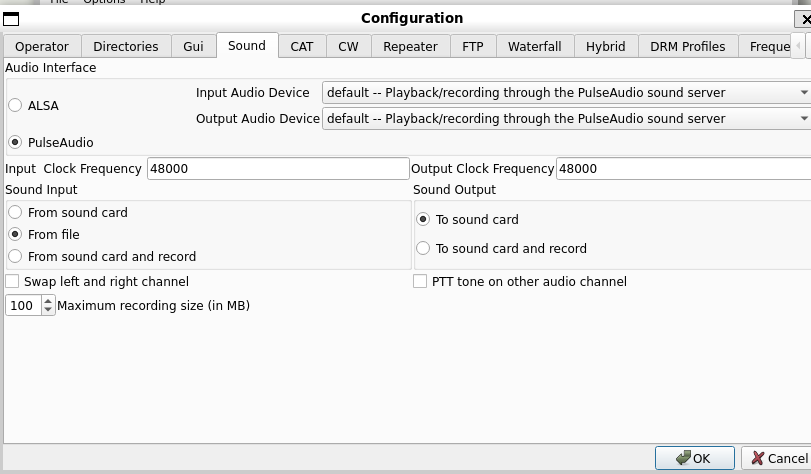 File Options Help
Configuration
Operator Directories Gui Sound CAT CW Repeater FTP Waterfall Hybrid DRM Profiles Freque
Audio Interface
Input Audio Device default -- Playback/recording through the PulseAudio sound server
ALSA
Output Audio Device default -- Playback/recording through the PulseAudio sound server
PulseAudio
Input Clock Frequency 48000 Output Clock Frequency 48000
Sound Input Sound Output
From sound card
To sound card
From file
To sound card and record
From sound card and record
Swap left and right channel PTT tone on other audio channel
100 Maximum recording size (in MB)
OK Cancel